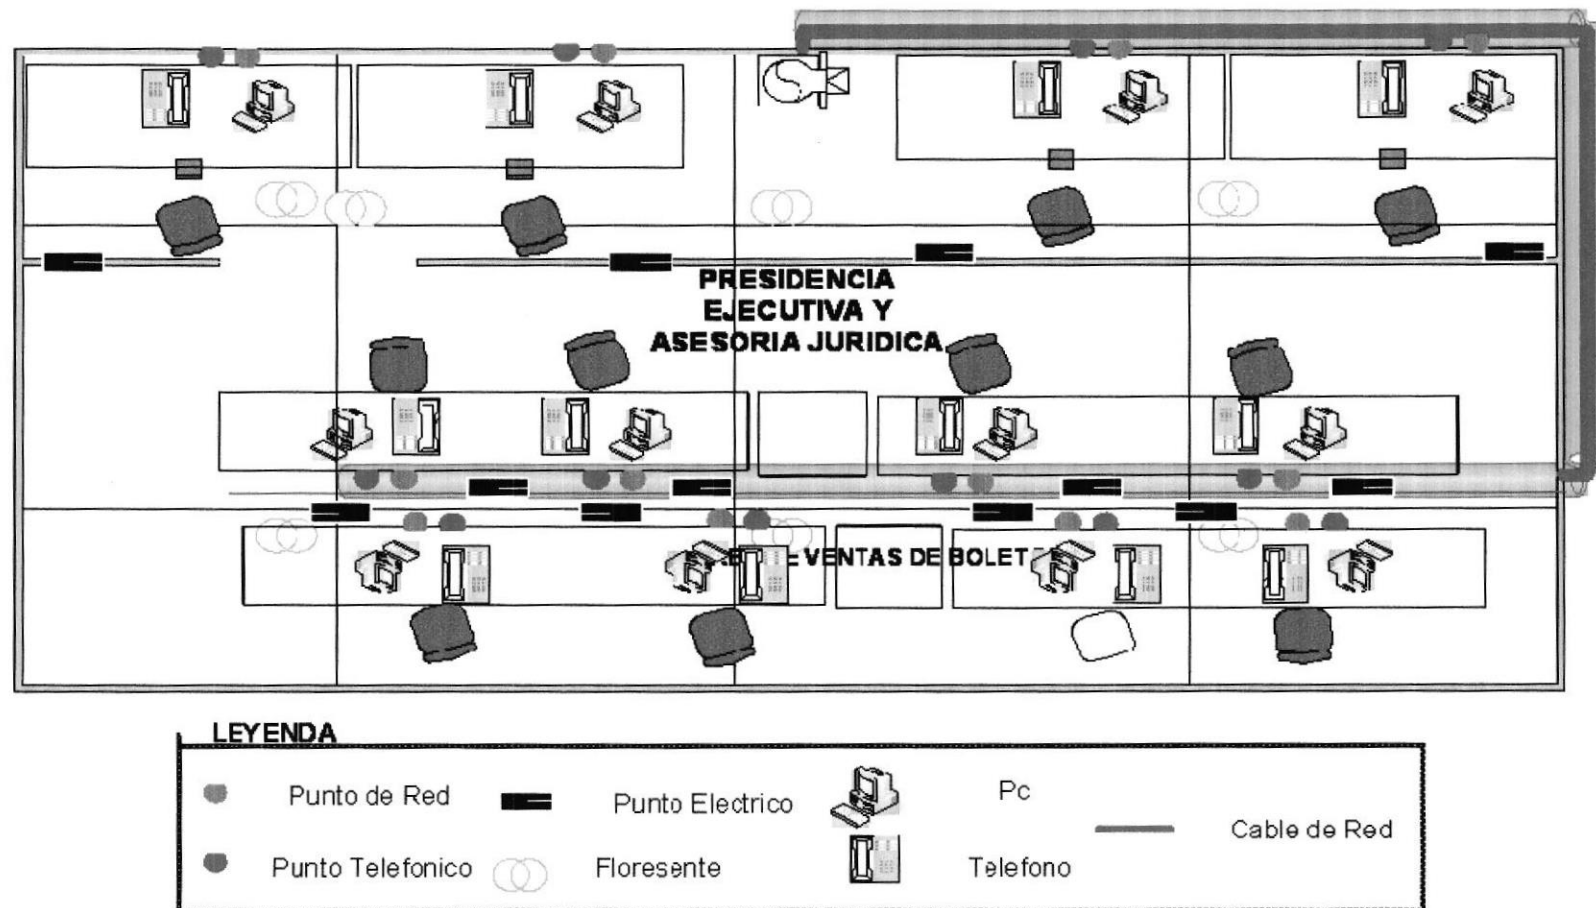 PRESIDENCIA
EJECUTIVA Y
ASESORIA JURIDICA
VENTAS DE BOLET
LEYENDA
Punto de Red
Punto Electrico
Pc
Cable de Red
Punto Telefonico
Floresente
Telefono